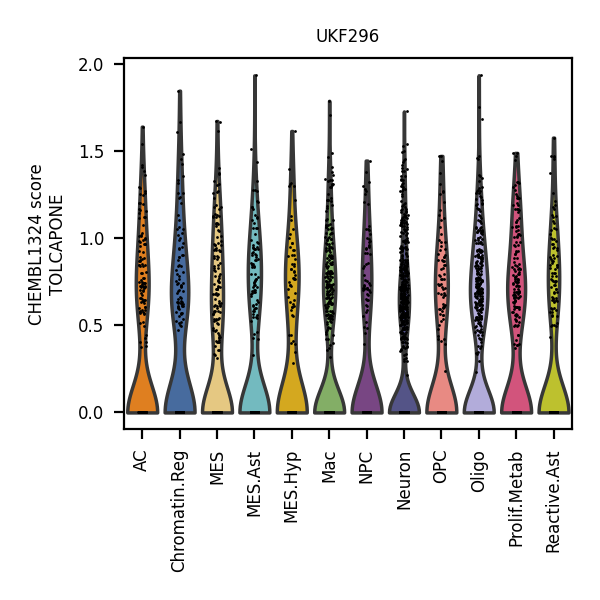 UKF296
CHEMBL1324 score
TOLCAPONE
2.0
1.5
1.0
0.5
0.0
AC
Chromatin.Reg
MES
MES.Ast
MES.Hyp
Mac
NPC
Neuron
OPC
Oligo
Prolif.Metab
Reactive.Ast